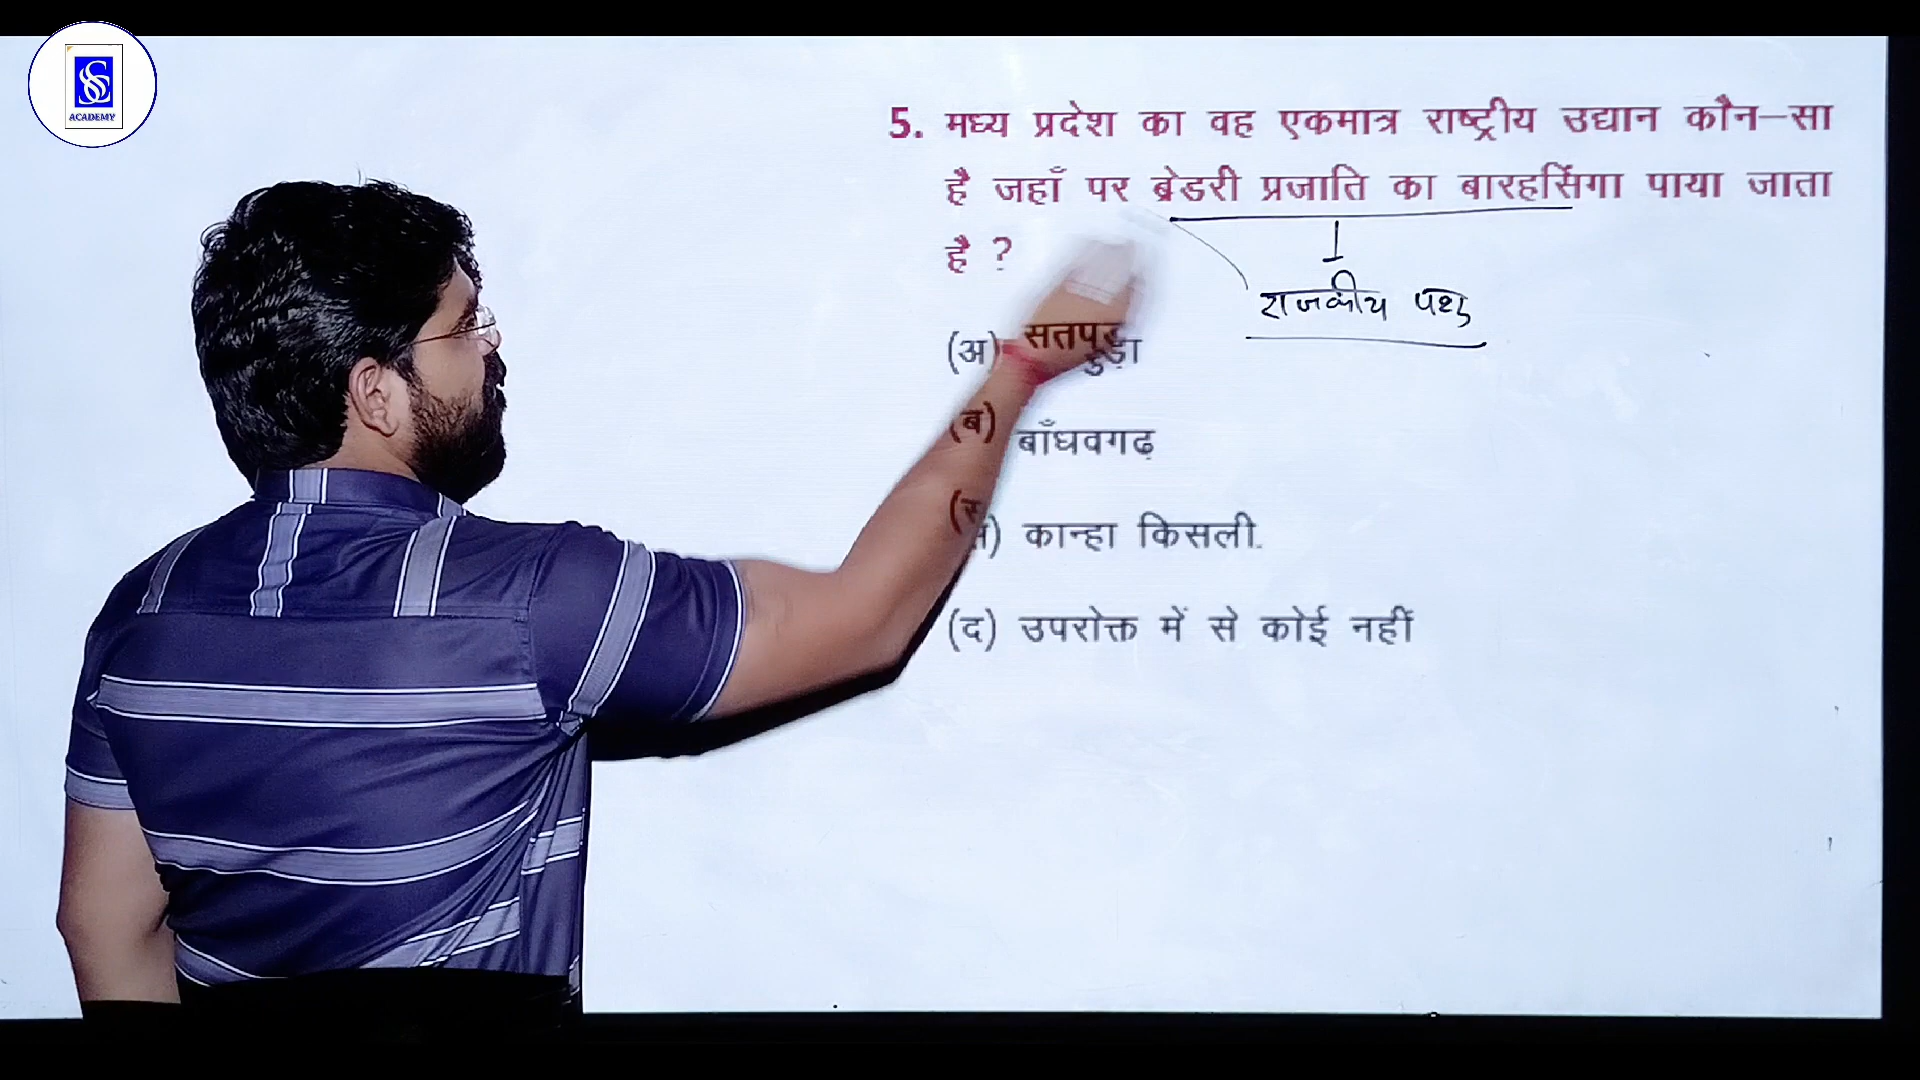 SSC
ACADEMY
5. मध्य प्रदेश का वह एकमात्र राष्ट्रीय उद्यान कौन–सा
है जहाँ पर ब्रेडरी प्रजाति का बारहसिंगा पाया जाता
है ?
राजकीय पशु
(अ) सतपुड़ा
(ब) बाँधवगढ़
(स) कान्हा किसली.
(द) उपरोक्त में से कोई नहीं